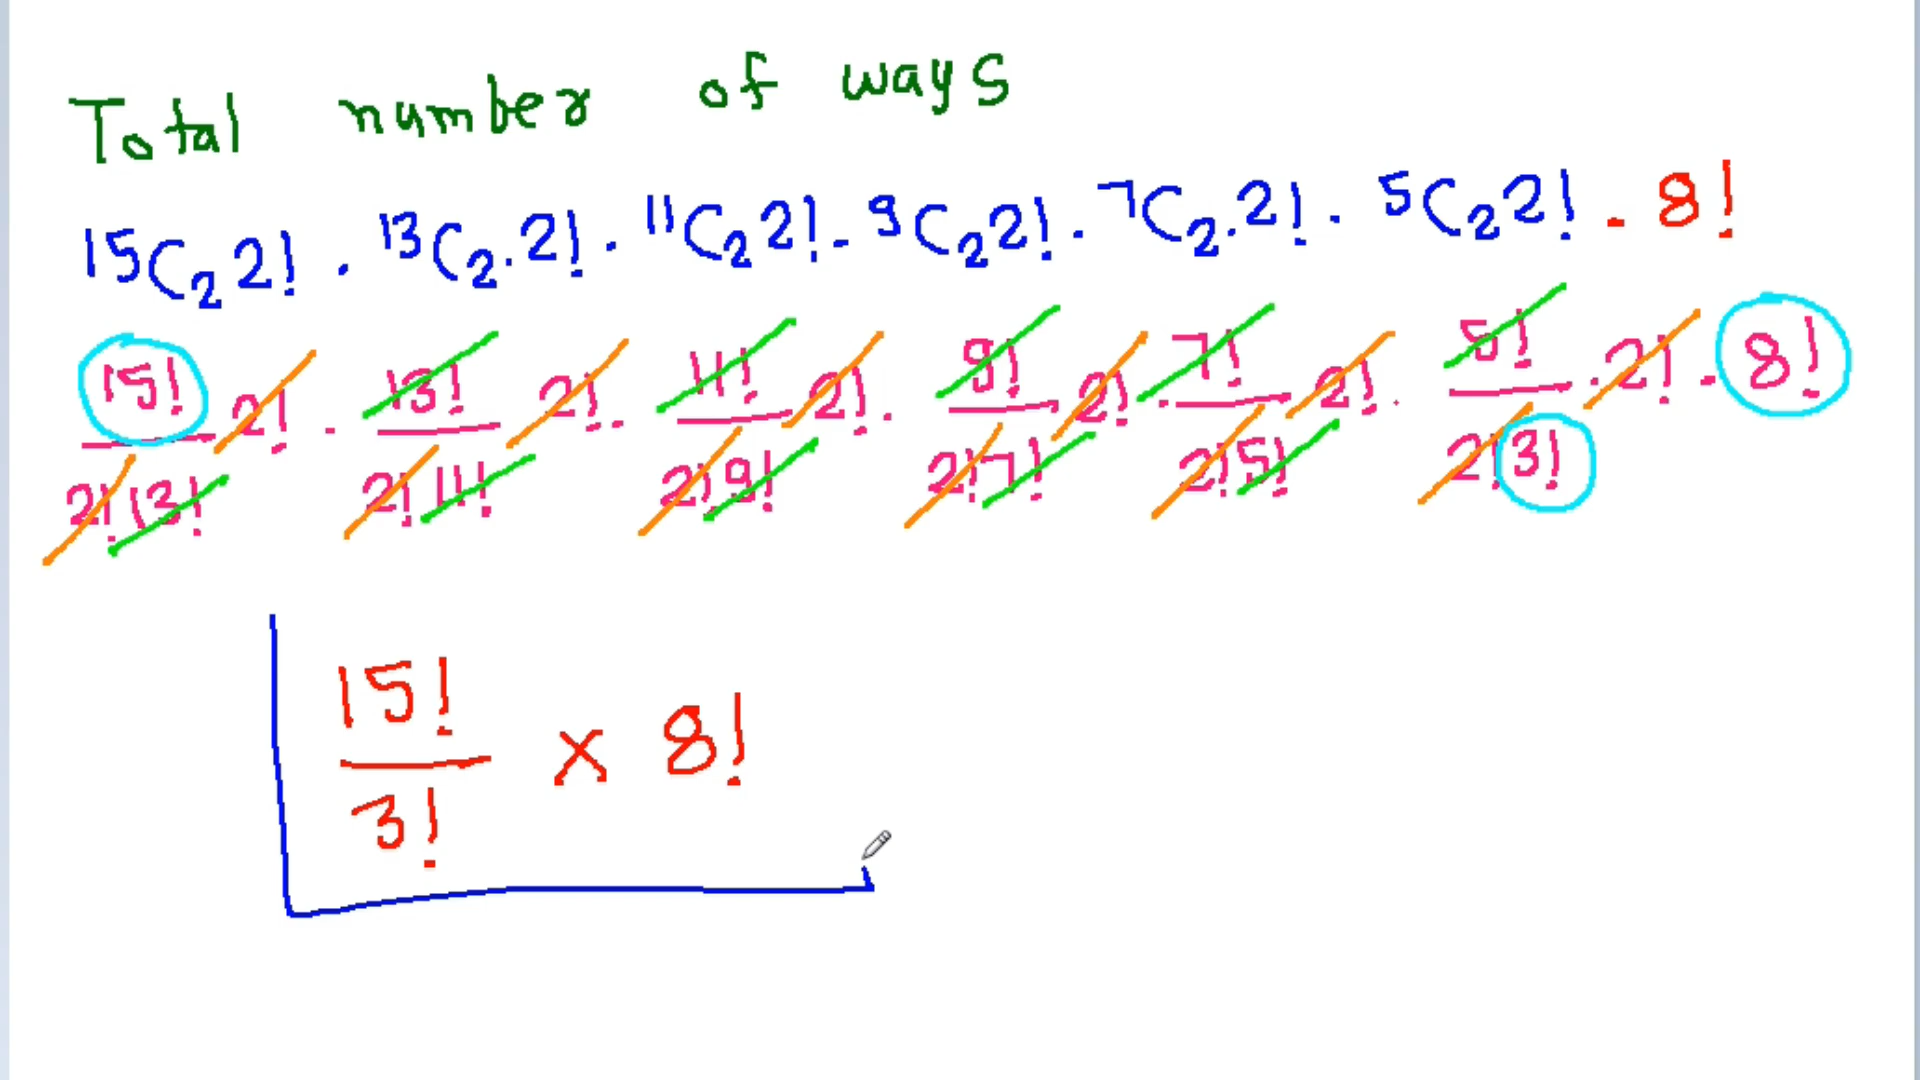 Total number of ways
¹⁵C₂ 2! . ¹³C₂ . 2! . ¹¹C₂ 2! . ⁹C₂ 2! . ⁷C₂ . 2! . ⁵C₂ 2! . 8!
15!/2!13! 2! . 13!/2!11! 2! . 11!/2!9! 2! . 9!/2!7! 2! . 7!/2!5! 2! . 5!/2!3! . 2! . 8!
15!/3! × 8!